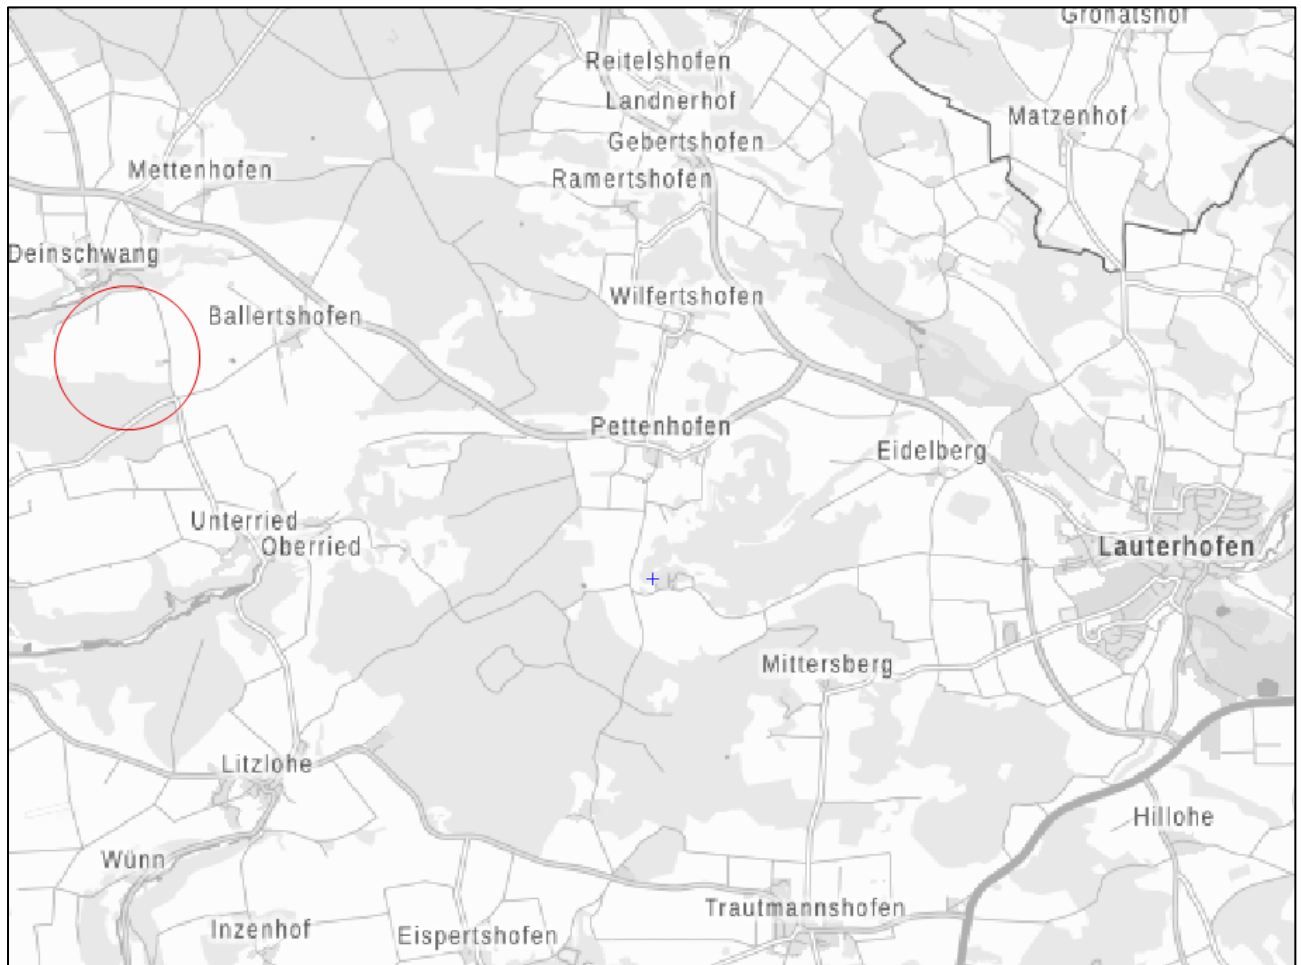 Gronatshof
Reitelshofen
Landnerhof
Matzenhof
Gebertshofen
Mettenhofen
Ramertshofen
Deinschwang
Wilfertshofen
Ballertshofen
Pettenhofen
Eidelberg
Unterried
Oberried
Lauterhofen
Mittersberg
Litzlohe
Hillohe
Wünn
Trautmannshofen
Inzenhof
Eispertshofen